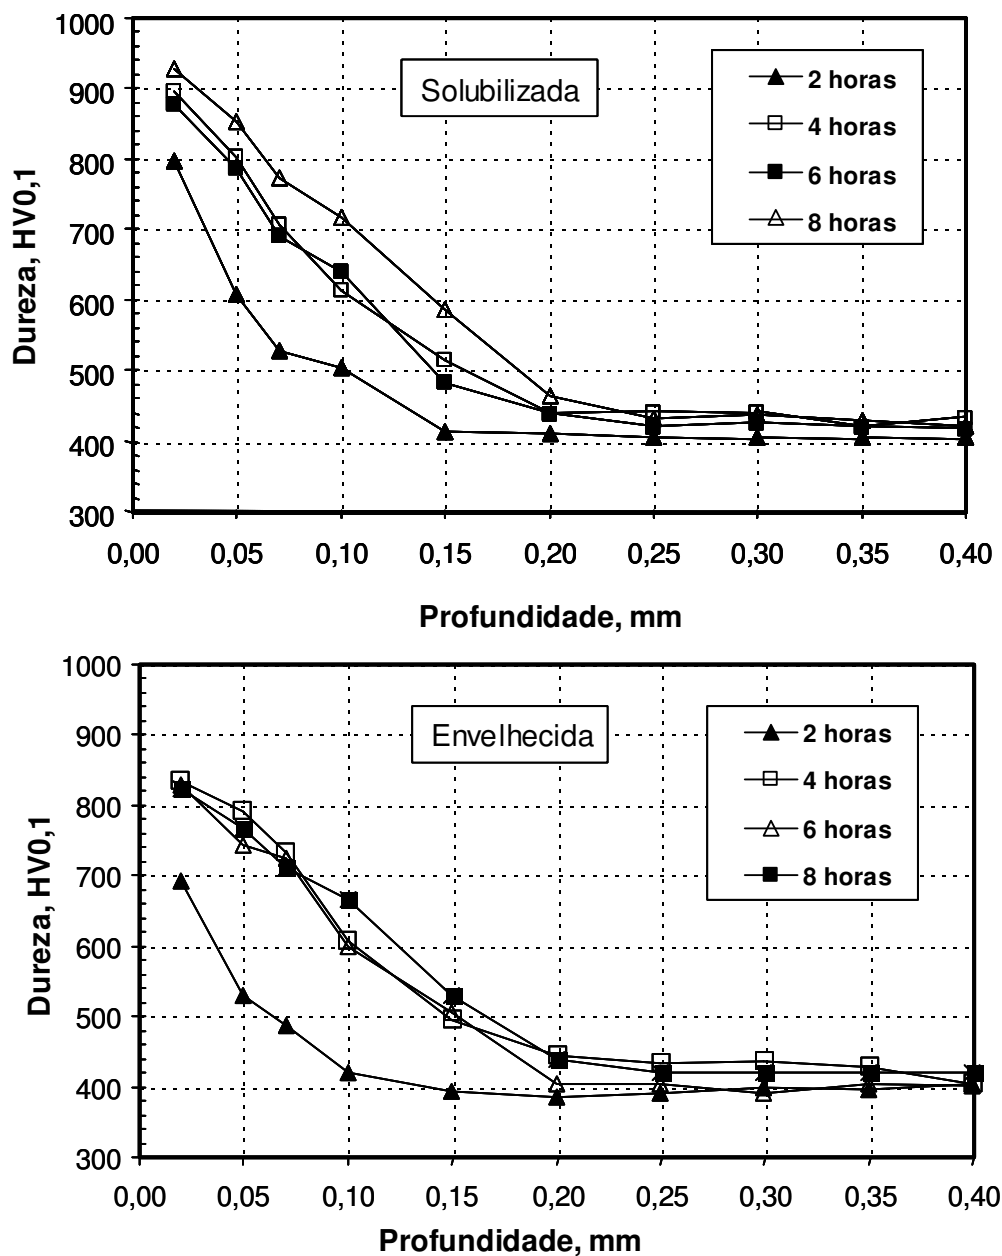 1000
900
800
700
600
500
400
300
Dureza, HV0,1
Solubilizada
2 horas
4 horas
6 horas
8 horas
0,00 0,05 0,10 0,15 0,20 0,25 0,30 0,35 0,40
Profundidade, mm
1000
900
800
700
600
500
400
300
Dureza, HV0,1
Envelhecida
2 horas
4 horas
6 horas
8 horas
0,00 0,05 0,10 0,15 0,20 0,25 0,30 0,35 0,40
Profundidade, mm